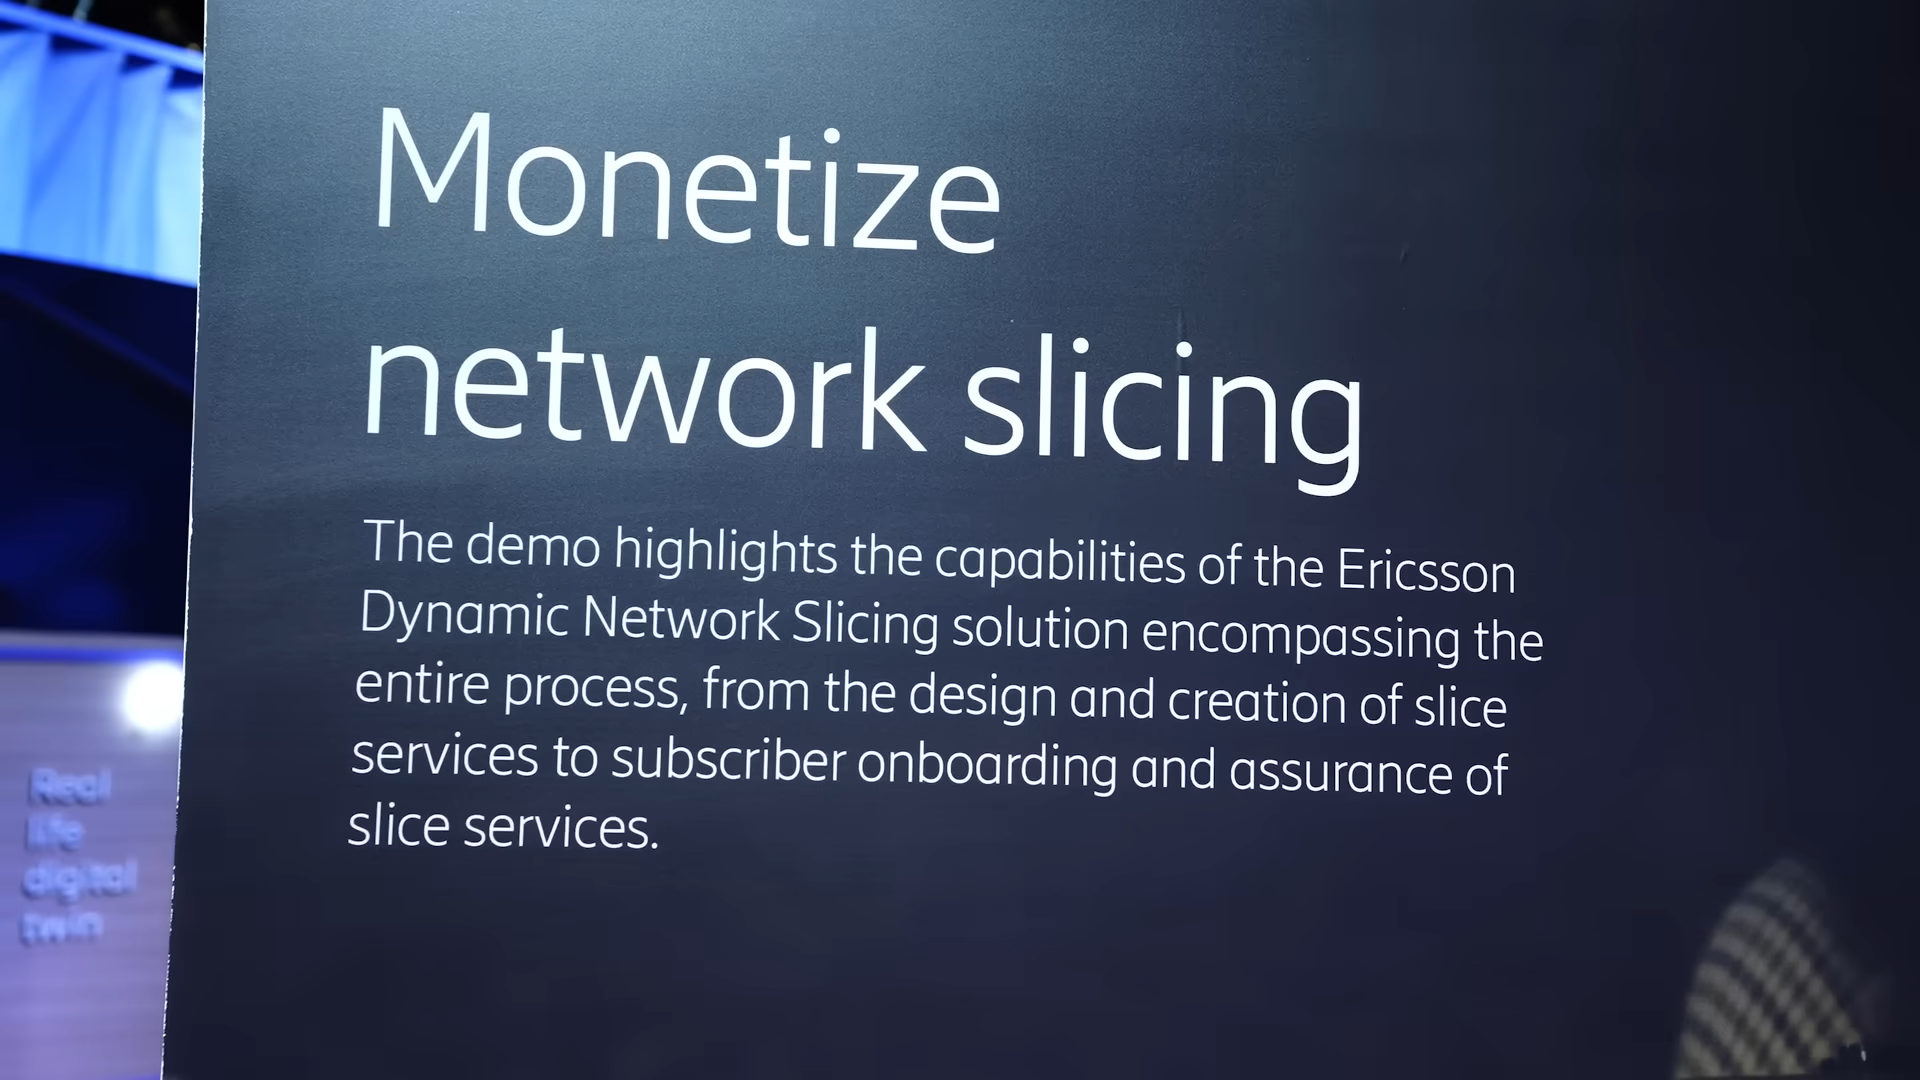 Monetize
network slicing
The demo highlights the capabilities of the Ericsson
Dynamic Network Slicing solution encompassing the
entire process, from the design and creation of slice
services to subscriber onboarding and assurance of
slice services.
Real
life
digital
twin